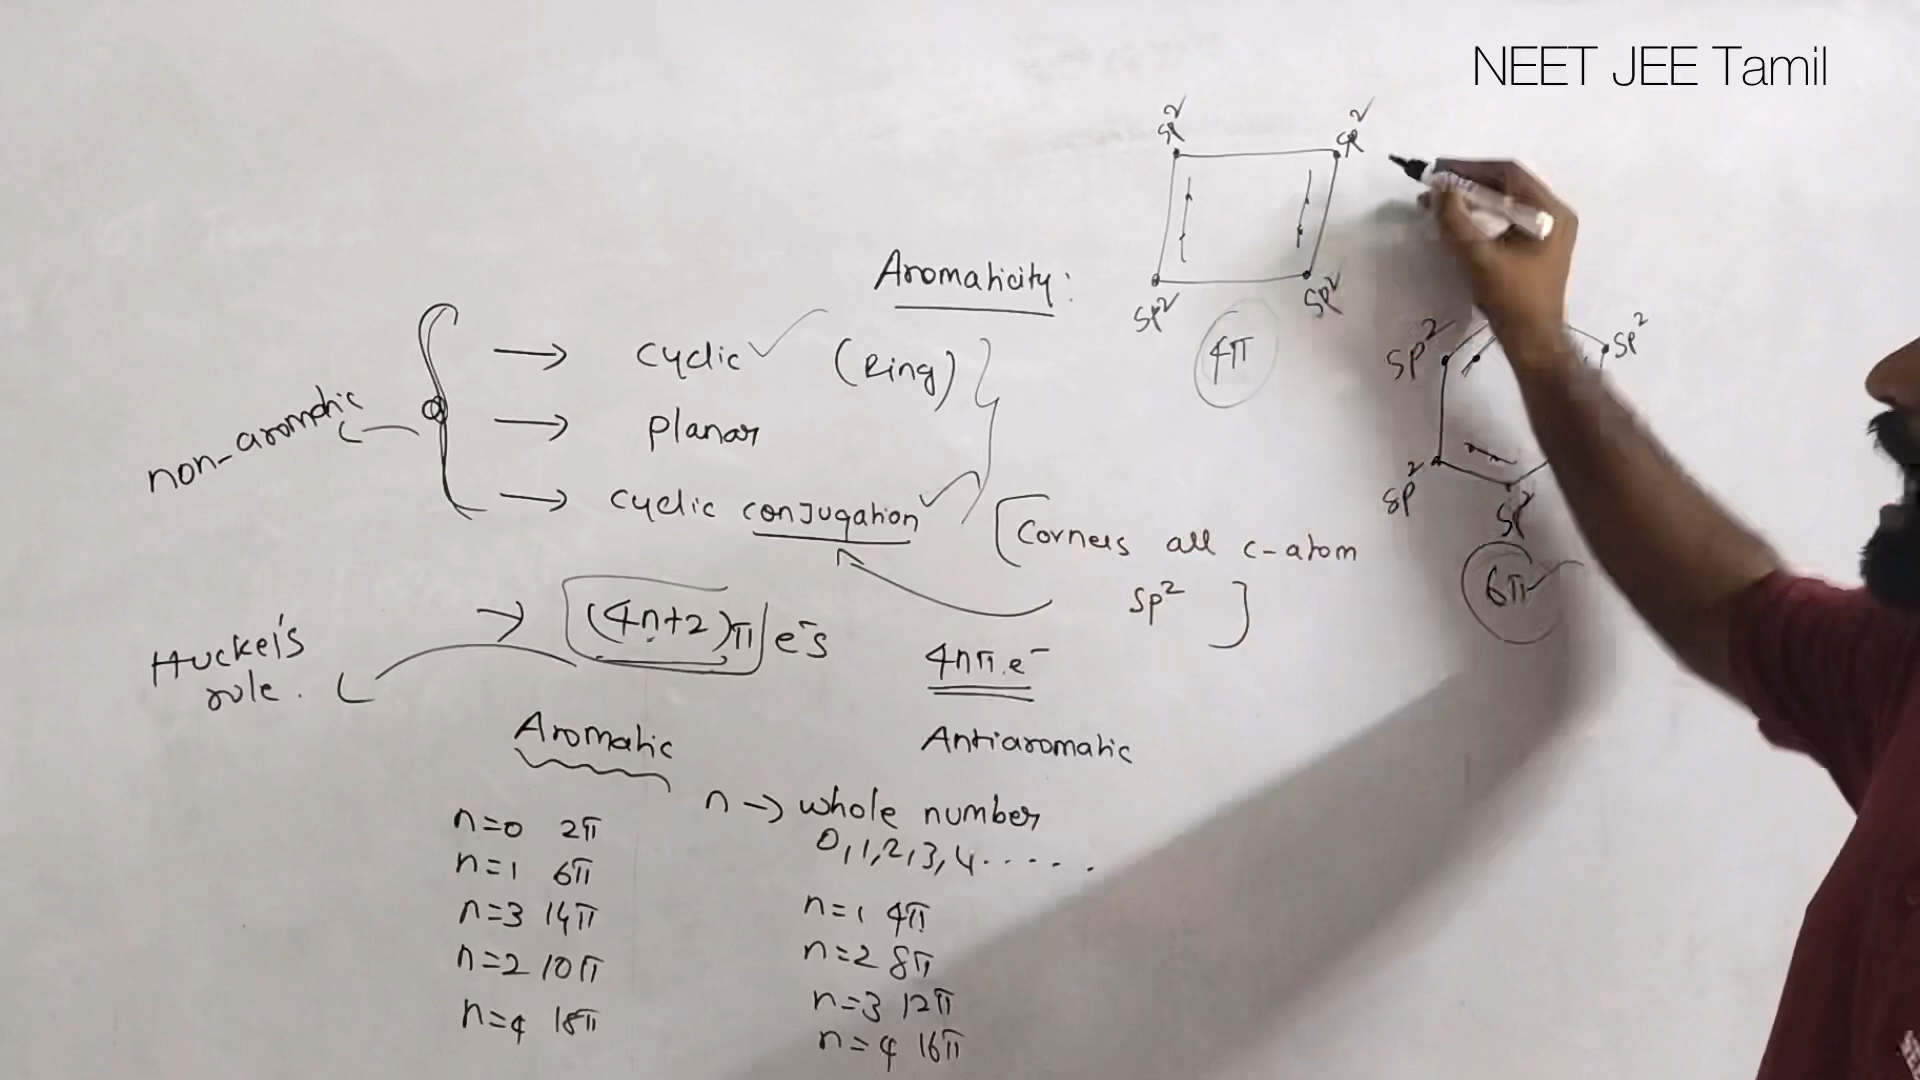 NEET JEE Tamil
sp² sp²
sp² sp²
4π
Aromaticity:
→ cyclic ✓ (Ring)
→ planar
→ cyclic conjugation ✓
non-aromatic
[Corners all c-atom
sp²]
sp² sp²
sp² sp²
6π
Huckel's
rule.
→ (4n+2)π e⁻s
4nπ.e⁻
Aromatic
Antiaromatic
n → whole number
0,1,2,3,4.....
n=0 2π
n=1 6π
n=3 14π
n=2 10π
n=4 18π
n=1 4π
n=2 8π
n=3 12π
n=4 16π